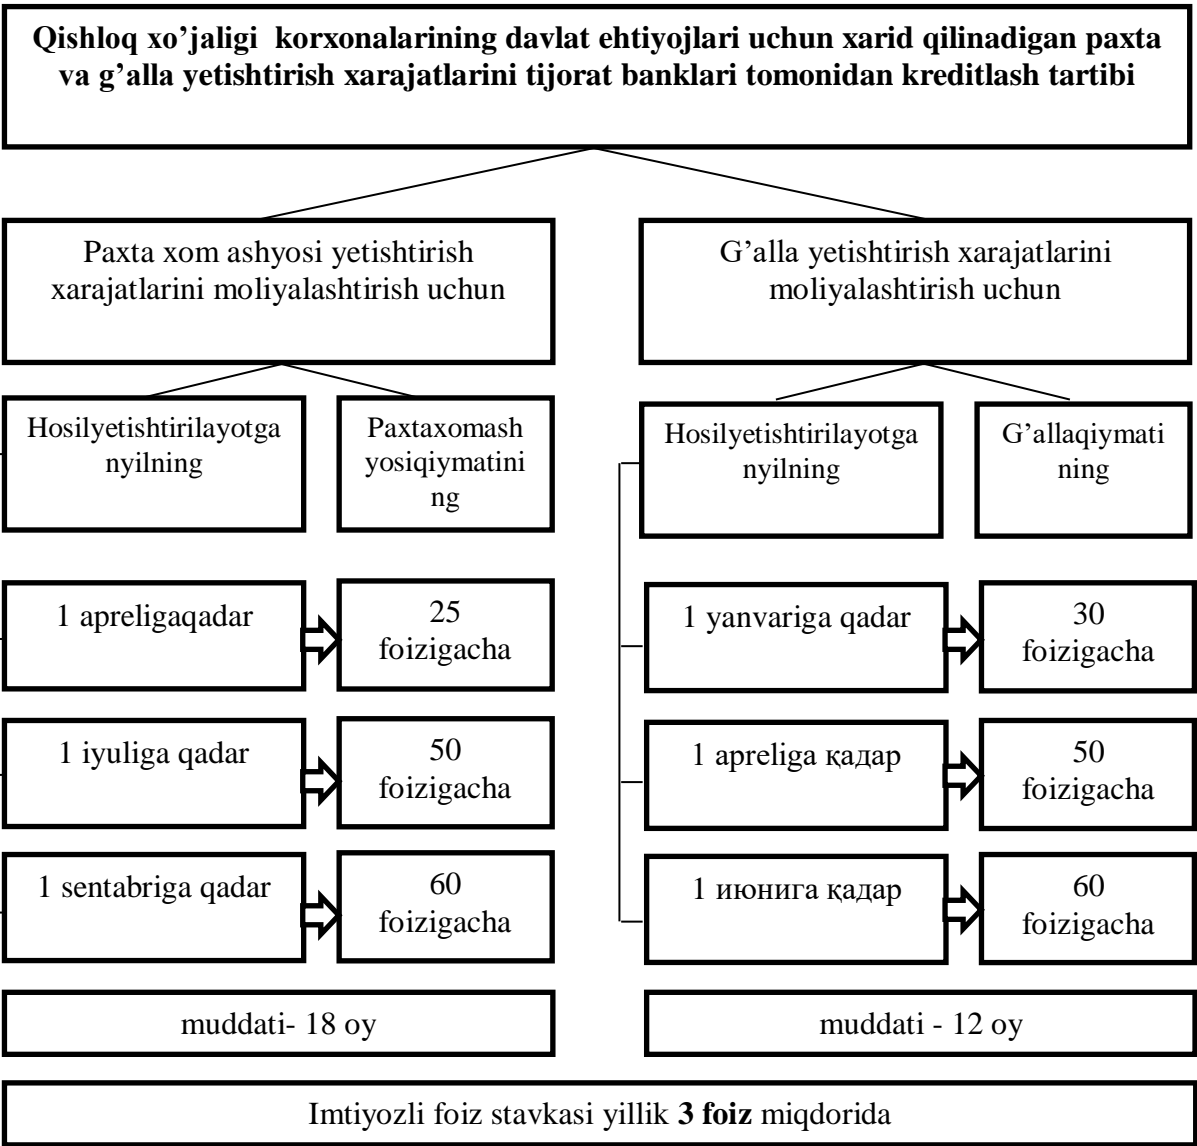 Qishloq xo’jaligi korxonalarining davlat ehtiyojlari uchun xarid qilinadigan paxta
va g’alla yetishtirish xarajatlarini tijorat banklari tomonidan kreditlash tartibi
Paxta xom ashyosi yetishtirish
xarajatlarini moliyalashtirish uchun
G’alla yetishtirish xarajatlarini
moliyalashtirish uchun
Hosilyetishtirilayotga
nyilning
Paxtaxomash
yosiqiymatini
ng
Hosilyetishtirilayotga
nyilning
G’allaqiymati
ning
1 apreligaqadar
25
foizigacha
1 yanvariga qadar
30
foizigacha
1 iyuliga qadar
50
foizigacha
1 apreliga қадар
50
foizigacha
1 sentabriga qadar
60
foizigacha
1 июнига қадар
60
foizigacha
muddati- 18 oy
muddati - 12 oy
Imtiyozli foiz stavkasi yillik 3 foiz miqdorida